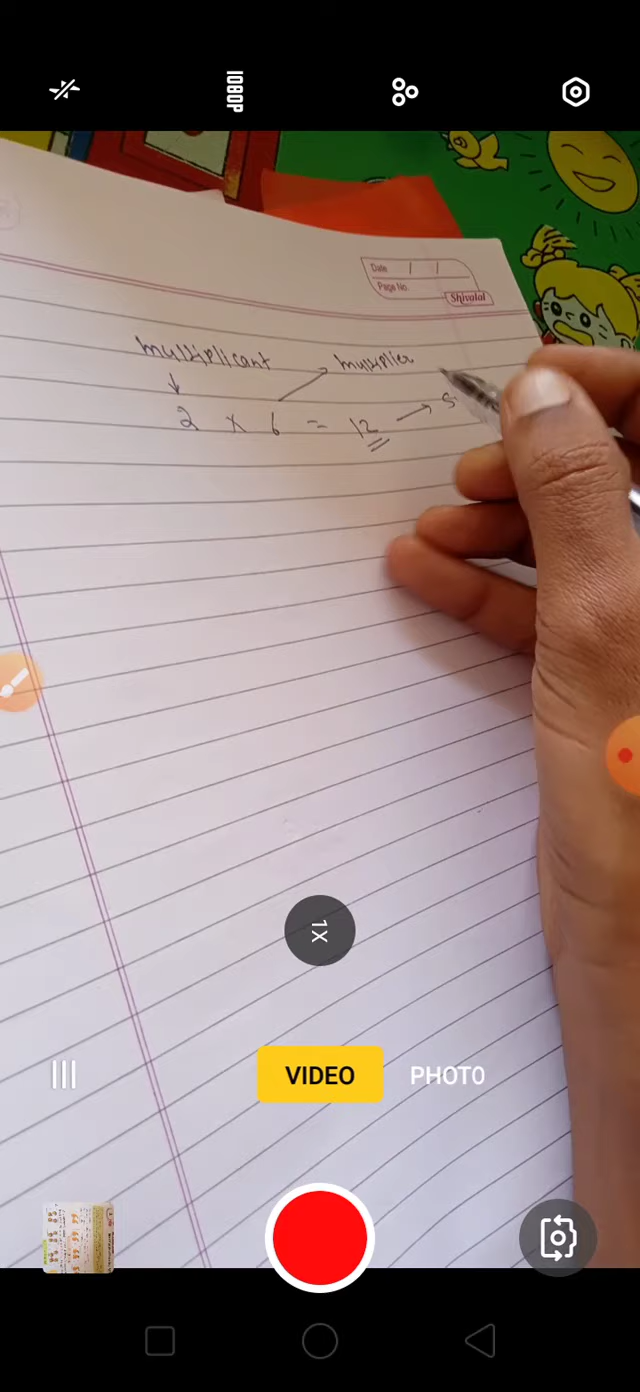 1080P
Date / /
Page No.
Shivalal
multiplicant
multiplier
2 × 6 = 12 → S
1X
VIDEO PHOTO